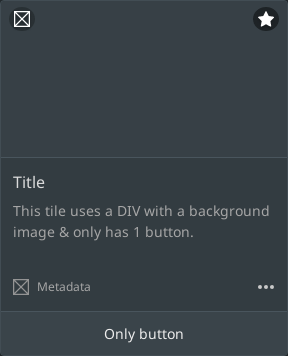 Title
This tile uses a DIV with a background
image & only has 1 button.
Metadata
Only button